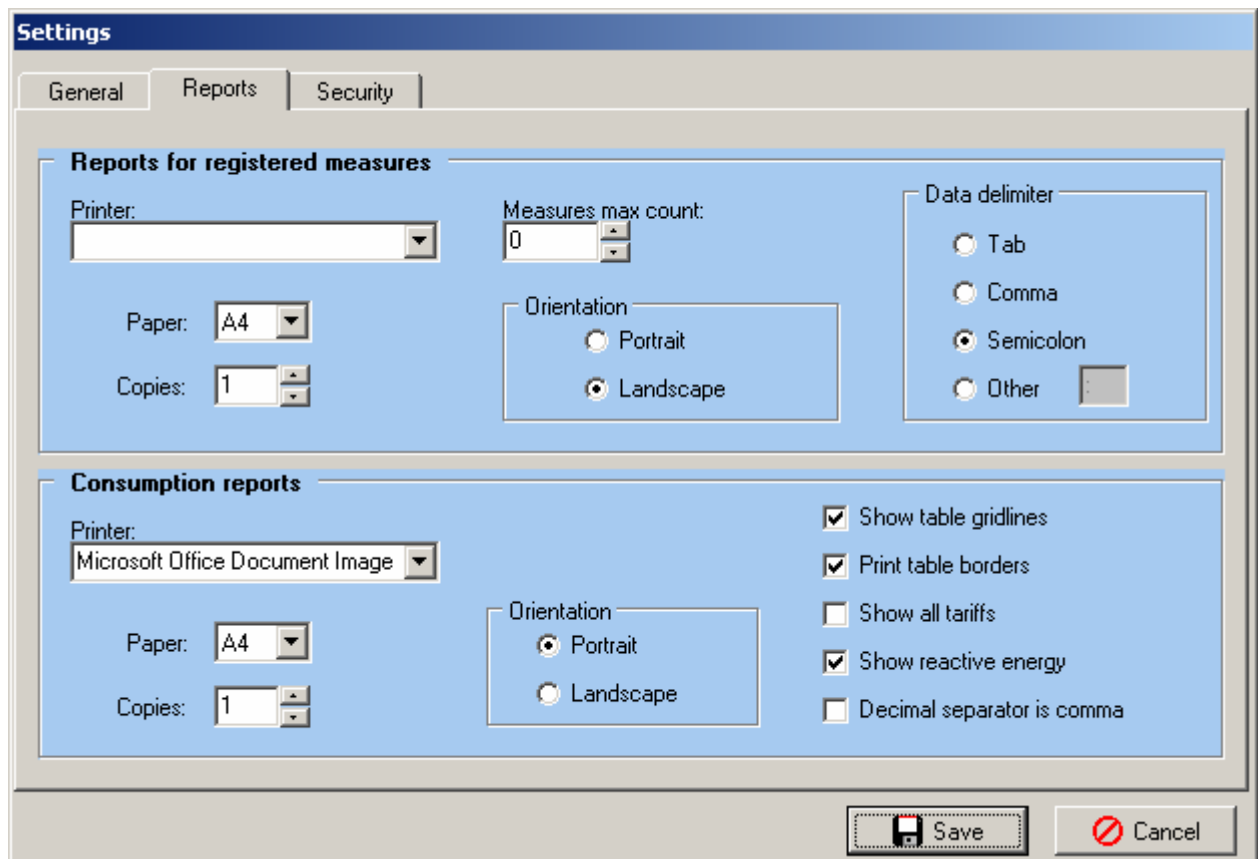 Settings
General Reports Security
Reports for registered measures
Printer:
Measures max count:
0
Data delimiter
Tab
Comma
Semicolon
Other :
Paper: A4
Copies: 1
Orientation
Portrait
Landscape
Consumption reports
Printer:
Microsoft Office Document Image
Paper: A4
Copies: 1
Orientation
Portrait
Landscape
Show table gridlines
Print table borders
Show all tariffs
Show reactive energy
Decimal separator is comma
Save Cancel